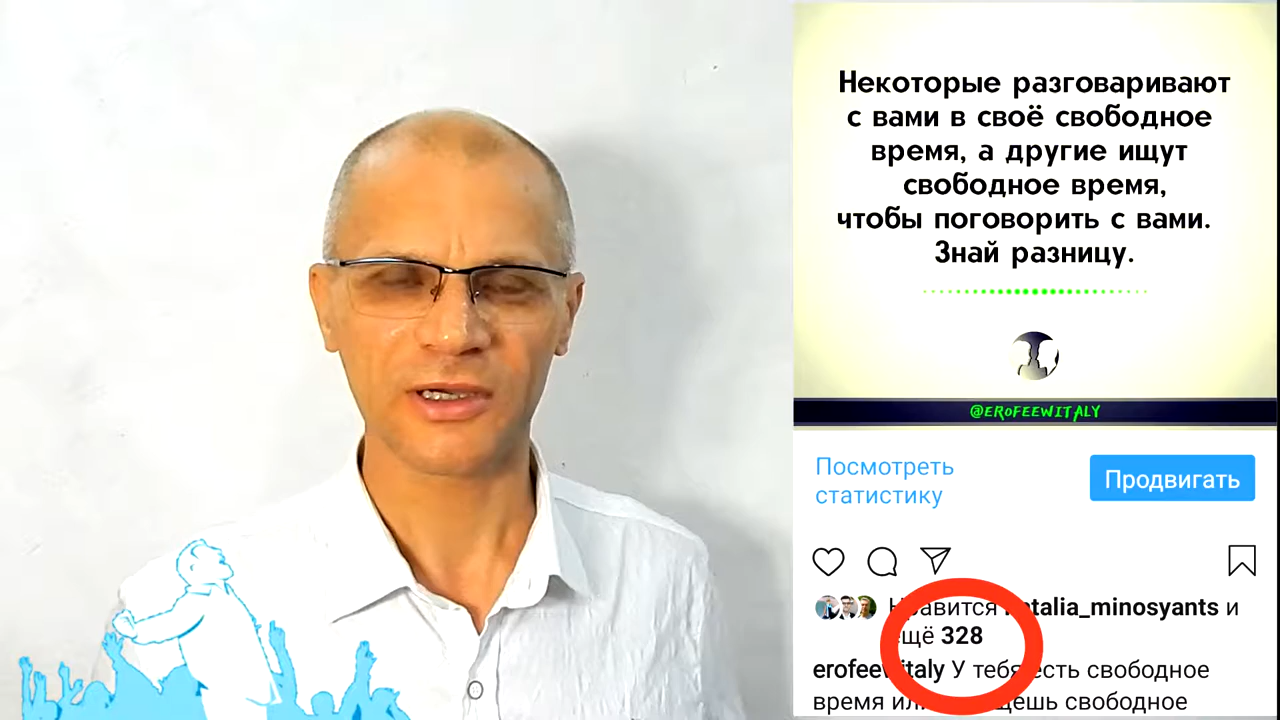 Некоторые разговаривают
с вами в своё свободное
время, а другие ищут
свободное время,
чтобы поговорить с вами.
Знай разницу.
@EROFEEWITALY
Посмотреть
статистику
Продвигать
Нравится natalia_minosyants и
ещё 328
erofeewitaly У тебя есть свободное
время или ищешь свободное